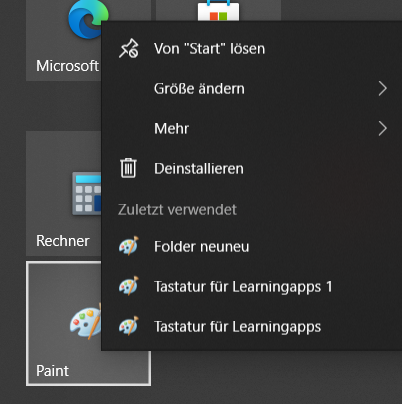 Microsoft
Von "Start" lösen
Größe ändern
Mehr
Deinstallieren
Zuletzt verwendet
Folder neuneu
Tastatur für Learningapps 1
Tastatur für Learningapps
Rechner
Paint